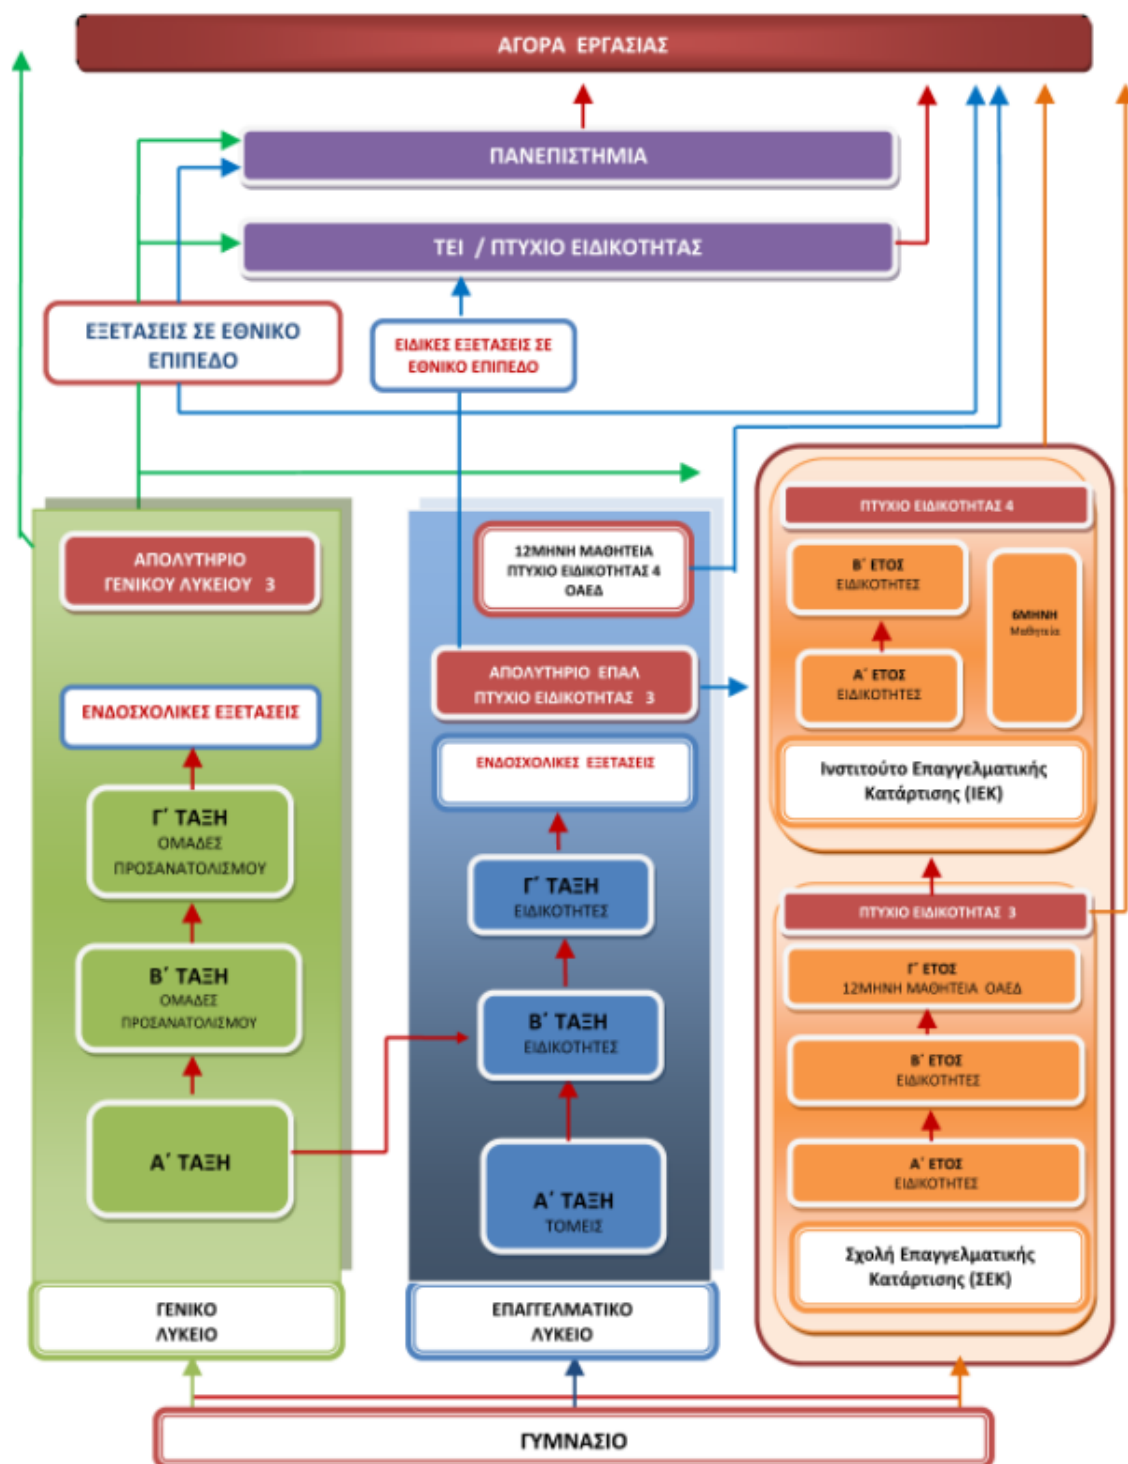 ΑΓΟΡΑ ΕΡΓΑΣΙΑΣ
ΠΑΝΕΠΙΣΤΗΜΙΑ
ΤΕΙ / ΠΤΥΧΙΟ ΕΙΔΙΚΟΤΗΤΑΣ
ΕΞΕΤΑΣΕΙΣ ΣΕ ΕΘΝΙΚΟ
ΕΠΙΠΕΔΟ
ΕΙΔΙΚΕΣ ΕΞΕΤΑΣΕΙΣ ΣΕ
ΕΘΝΙΚΟ ΕΠΙΠΕΔΟ
ΑΠΟΛΥΤΗΡΙΟ
ΓΕΝΙΚΟΥ ΛΥΚΕΙΟΥ 3
ΕΝΔΟΣΧΟΛΙΚΕΣ ΕΞΕΤΑΣΕΙΣ
Γ΄ ΤΑΞΗ
ΟΜΑΔΕΣ
ΠΡΟΣΑΝΑΤΟΛΙΣΜΟΥ
Β΄ ΤΑΞΗ
ΟΜΑΔΕΣ
ΠΡΟΣΑΝΑΤΟΛΙΣΜΟΥ
Α΄ ΤΑΞΗ
ΓΕΝΙΚΟ
ΛΥΚΕΙΟ
12ΜΗΝΗ ΜΑΘΗΤΕΙΑ
ΠΤΥΧΙΟ ΕΙΔΙΚΟΤΗΤΑΣ 4
ΟΑΕΔ
ΑΠΟΛΥΤΗΡΙΟ ΕΠΑΛ
ΠΤΥΧΙΟ ΕΙΔΙΚΟΤΗΤΑΣ 3
ΕΝΔΟΣΧΟΛΙΚΕΣ ΕΞΕΤΑΣΕΙΣ
Γ΄ ΤΑΞΗ
ΕΙΔΙΚΟΤΗΤΕΣ
Β΄ ΤΑΞΗ
ΕΙΔΙΚΟΤΗΤΕΣ
Α΄ ΤΑΞΗ
ΤΟΜΕΙΣ
ΕΠΑΓΓΕΛΜΑΤΙΚΟ
ΛΥΚΕΙΟ
ΠΤΥΧΙΟ ΕΙΔΙΚΟΤΗΤΑΣ 4
Β΄ ΕΤΟΣ
ΕΙΔΙΚΟΤΗΤΕΣ
6ΜΗΝΗ
Μαθητεία
Α΄ ΕΤΟΣ
ΕΙΔΙΚΟΤΗΤΕΣ
Ινστιτούτο Επαγγελματικής
Κατάρτισης (ΙΕΚ)
ΠΤΥΧΙΟ ΕΙΔΙΚΟΤΗΤΑΣ 3
Γ΄ ΕΤΟΣ
12ΜΗΝΗ ΜΑΘΗΤΕΙΑ ΟΑΕΔ
Β΄ ΕΤΟΣ
ΕΙΔΙΚΟΤΗΤΕΣ
Α΄ ΕΤΟΣ
ΕΙΔΙΚΟΤΗΤΕΣ
Σχολή Επαγγελματικής
Κατάρτισης (ΣΕΚ)
ΓΥΜΝΑΣΙΟ